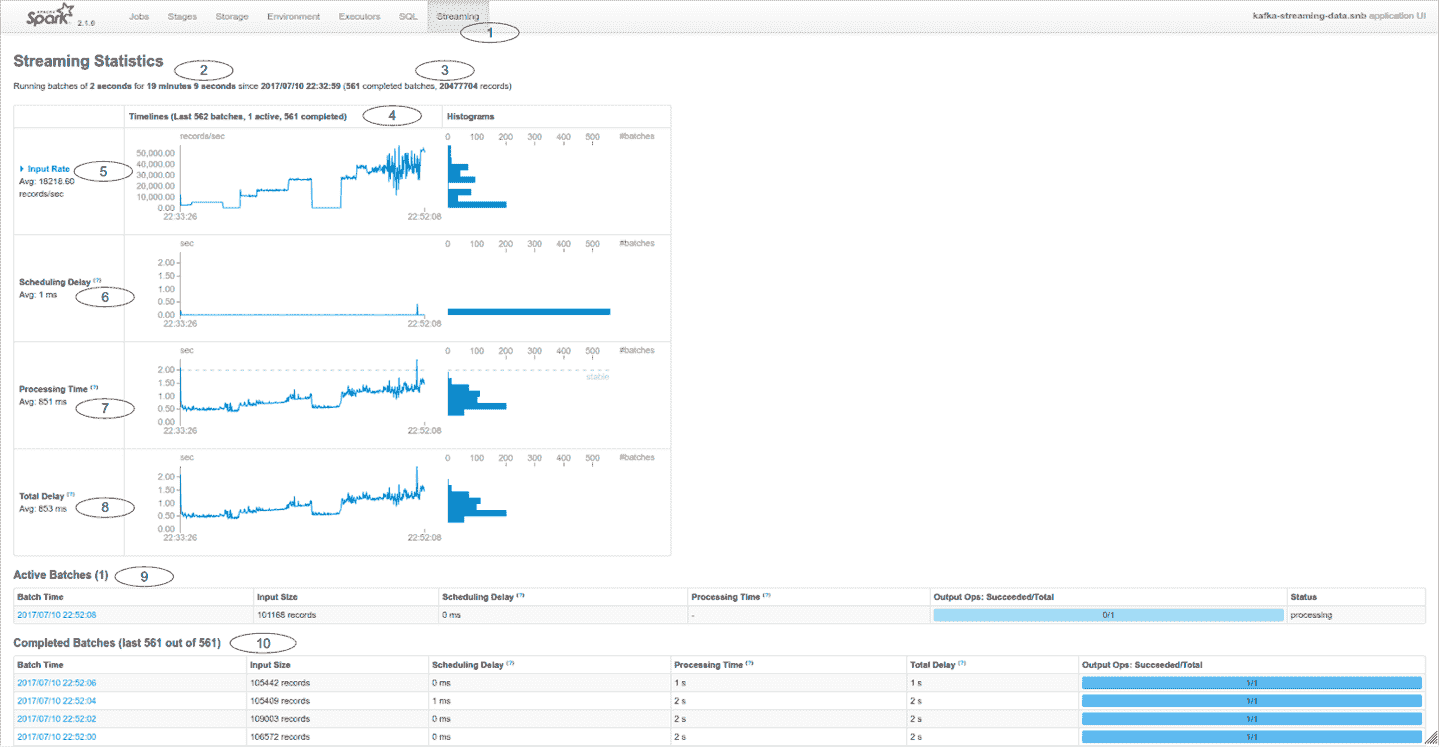 APACHE Spark 2.1.0 Jobs Stages Storage Environment Executors SQL Streaming kafka-streaming-data.snb application UI
1
Streaming Statistics
2 3
Running batches of 2 seconds for 19 minutes 9 seconds since 2017/07/10 22:32:59 (561 completed batches, 20477704 records)
Timelines (Last 562 batches, 1 active, 561 completed) 4 Histograms
records/sec 0 100 200 300 400 500 #batches
50,000.00
40,000.00
30,000.00
20,000.00
10,000.00
0.00
Input Rate 5
Avg: 18218.60
records/sec
22:33:26 22:52:08
sec 0 100 200 300 400 500 #batches
2.00
1.50
1.00
0.50
0.00
Scheduling Delay (?)
Avg: 1 ms 6
22:33:26 22:52:08
sec 0 100 200 300 400 500 #batches
2.00
1.50
1.00
0.50
0.00
stable
Processing Time (?)
Avg: 851 ms 7
22:33:26 22:52:08
sec 0 100 200 300 400 500 #batches
2.00
1.50
1.00
0.50
0.00
Total Delay (?)
Avg: 853 ms 8
22:33:26 22:52:08
Active Batches (1) 9
Batch Time Input Size Scheduling Delay (?) Processing Time (?) Output Ops: Succeeded/Total Status
2017/07/10 22:52:08 101168 records 0 ms - 0/1 processing
Completed Batches (last 561 out of 561) 10
Batch Time Input Size Scheduling Delay (?) Processing Time (?) Total Delay (?) Output Ops: Succeeded/Total
2017/07/10 22:52:06 105442 records 0 ms 1 s 1 s 1/1
2017/07/10 22:52:04 105409 records 1 ms 2 s 2 s 1/1
2017/07/10 22:52:02 109003 records 0 ms 2 s 2 s 1/1
2017/07/10 22:52:00 106572 records 0 ms 2 s 2 s 1/1